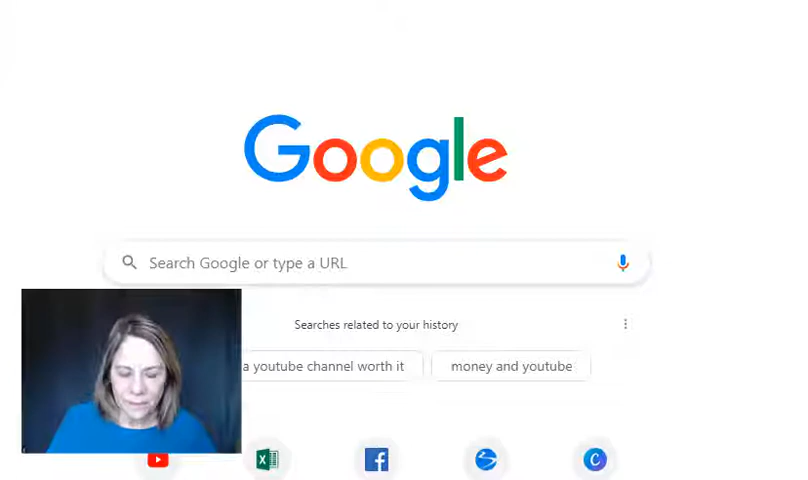 Google
Search Google or type a URL
Searches related to your history
a youtube channel worth it
money and youtube